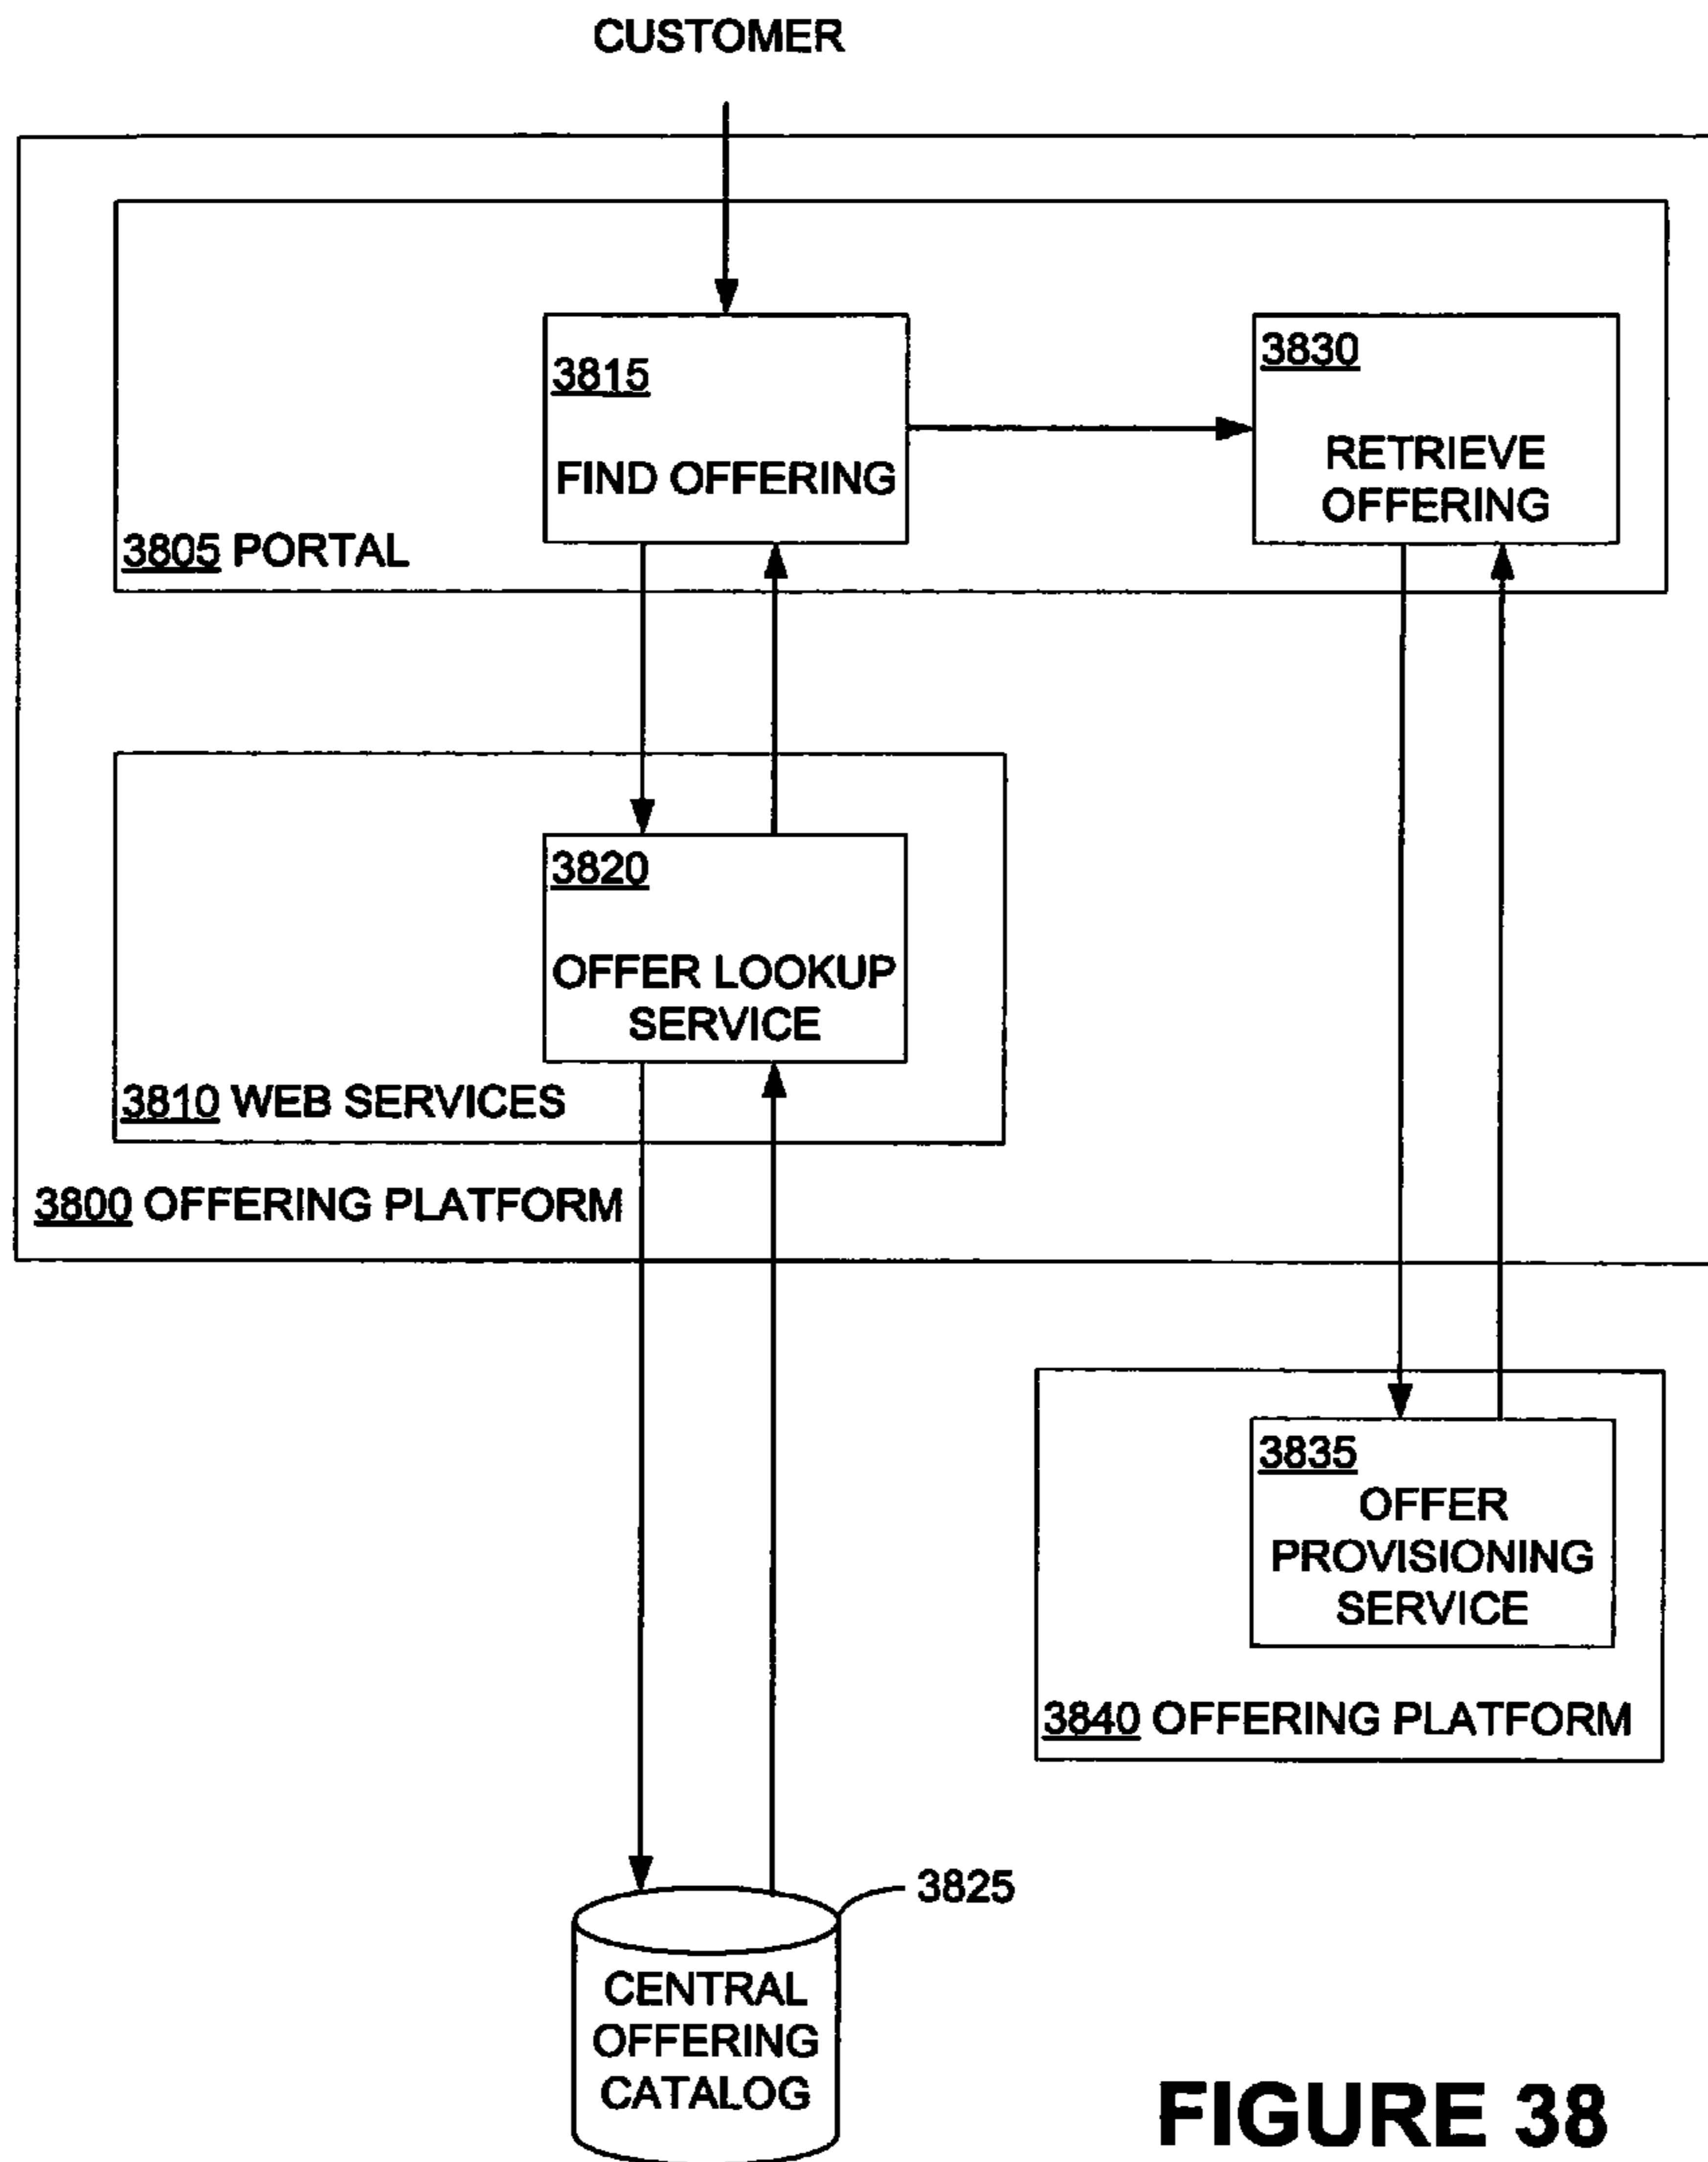 CUSTOMER
3815
FIND OFFERING
3830
RETRIEVE
OFFERING
3805 PORTAL
3820
OFFER LOOKUP
SERVICE
3810 WEB SERVICES
3800 OFFERING PLATFORM
3835
OFFER
PROVISIONING
SERVICE
3840 OFFERING PLATFORM
3825
CENTRAL
OFFERING
CATALOG
FIGURE 38